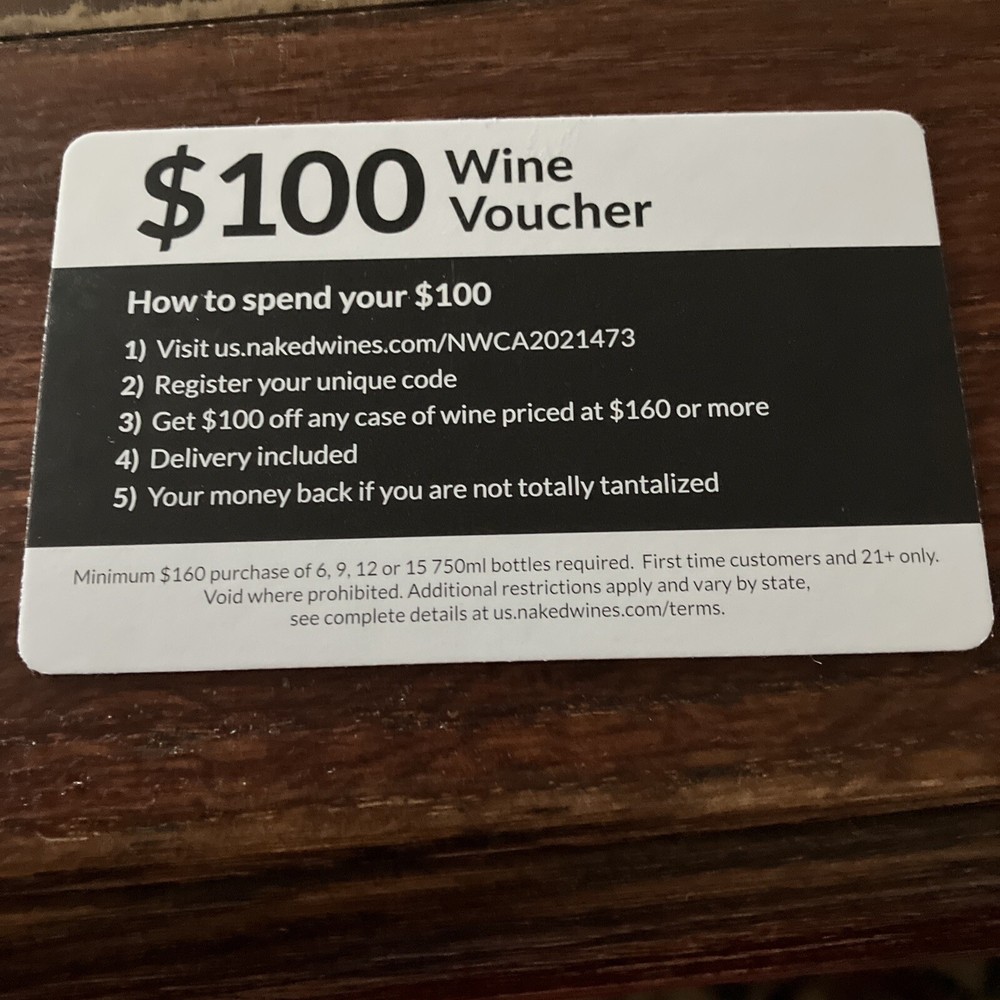 $100 Wine
Voucher
How to spend your $100
1) Visit us.nakedwines.com/NWCA2021473
2) Register your unique code
3) Get $100 off any case of wine priced at $160 or more
4) Delivery included
5) Your money back if you are not totally tantalized
Minimum $160 purchase of 6, 9, 12 or 15 750ml bottles required. First time customers and 21+ only.
Void where prohibited. Additional restrictions apply and vary by state,
see complete details at us.nakedwines.com/terms.